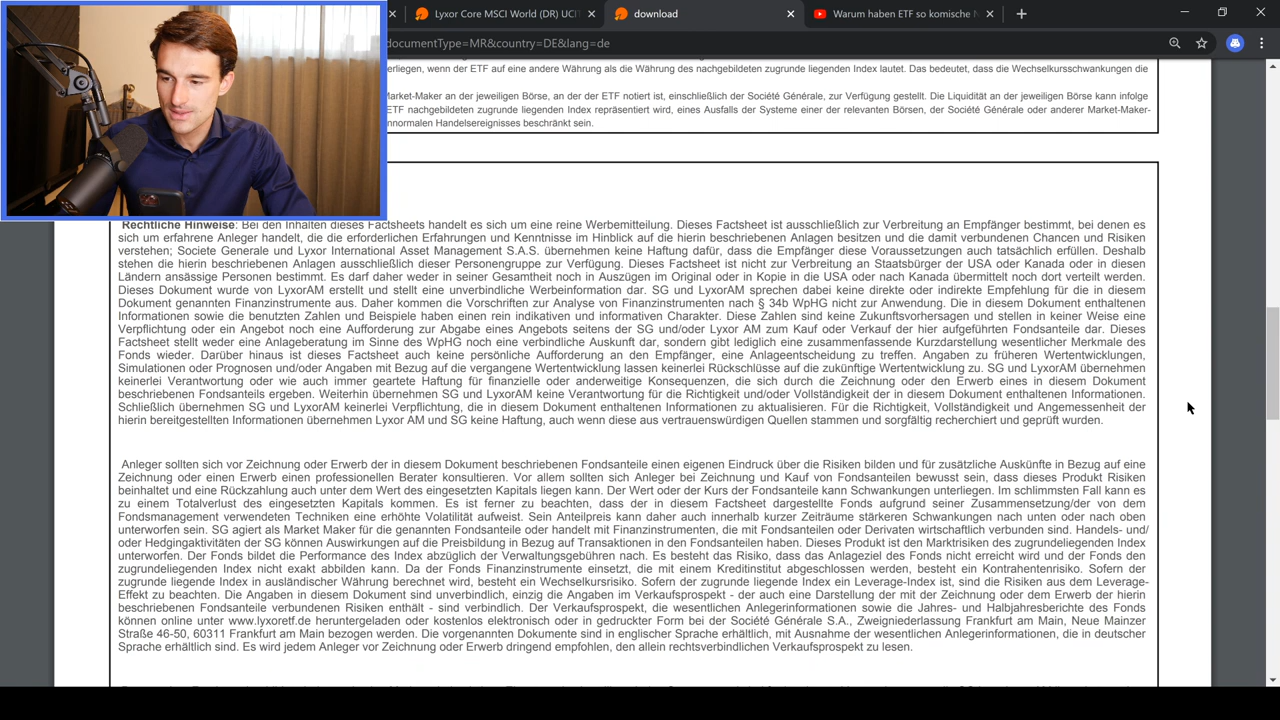 Lyxor Core MSCI World (DR) UCI
download
Warum haben ETF so komische
documentType=MR&country=DE&lang=de
erliegen, wenn der ETF auf eine andere Währung als die Währung des nachgebildeten zugrunde liegenden Index lautet. Das bedeutet, dass die Wechselkursschwankungen die
Market-Maker an der jeweiligen Börse, an der der ETF notiert ist, einschließlich der Société Générale, zur Verfügung gestellt. Die Liquidität an der jeweiligen Börse kann infolge
ETF nachgebildeten zugrunde liegenden Index repräsentiert wird, eines Ausfalls der Systeme einer der relevanten Börsen, der Société Générale oder anderer Market-Maker-
nnormalen Handelsereignisses beschränkt sein.
Rechtliche Hinweise: Bei den Inhalten dieses Factsheets handelt es sich um eine reine Werbemitteilung. Dieses Factsheet ist ausschließlich zur Verbreitung an Empfänger bestimmt, bei denen es
sich um erfahrene Anleger handelt, die die erforderlichen Erfahrungen und Kenntnisse im Hinblick auf die hierin beschriebenen Anlagen besitzen und die damit verbundenen Chancen und Risiken
verstehen; Societe Generale und Lyxor International Asset Management S.A.S. übernehmen keine Haftung dafür, dass die Empfänger diese Voraussetzungen auch tatsächlich erfüllen. Deshalb
stehen die hierin beschriebenen Anlagen ausschließlich dieser Personengruppe zur Verfügung. Dieses Factsheet ist nicht zur Verbreitung an Staatsbürger der USA oder Kanada oder in diesen
Ländern ansässige Personen bestimmt. Es darf daher weder in seiner Gesamtheit noch in Auszügen im Original oder in Kopie in die USA oder nach Kanada übermittelt noch dort verteilt werden.
Dieses Dokument wurde von LyxorAM erstellt und stellt eine unverbindliche Werbeinformation dar. SG und LyxorAM sprechen dabei keine direkte oder indirekte Empfehlung für die in diesem
Dokument genannten Finanzinstrumente aus. Daher kommen die Vorschriften zur Analyse von Finanzinstrumenten nach § 34b WpHG nicht zur Anwendung. Die in diesem Dokument enthaltenen
Informationen sowie die benutzten Zahlen und Beispiele haben einen rein indikativen und informativen Charakter. Diese Zahlen sind keine Zukunftsvorhersagen und stellen in keiner Weise eine
Verpflichtung oder ein Angebot noch eine Aufforderung zur Abgabe eines Angebots seitens der SG und/oder Lyxor AM zum Kauf oder Verkauf der hier aufgeführten Fondsanteile dar. Dieses
Factsheet stellt weder eine Anlageberatung im Sinne des WpHG noch eine verbindliche Auskunft dar, sondern gibt lediglich eine zusammenfassende Kurzdarstellung wesentlicher Merkmale des
Fonds wieder. Darüber hinaus ist dieses Factsheet auch keine persönliche Aufforderung an den Empfänger, eine Anlageentscheidung zu treffen. Angaben zu früheren Wertentwicklungen,
Simulationen oder Prognosen und/oder Angaben mit Bezug auf die vergangene Wertentwicklung lassen keinerlei Rückschlüsse auf die zukünftige Wertentwicklung zu. SG und LyxorAM übernehmen
keinerlei Verantwortung oder wie auch immer geartete Haftung für finanzielle oder anderweitige Konsequenzen, die sich durch die Zeichnung oder den Erwerb eines in diesem Dokument
beschriebenen Fondsanteils ergeben. Weiterhin übernehmen SG und LyxorAM keine Verantwortung für die Richtigkeit und/oder Vollständigkeit der in diesem Dokument enthaltenen Informationen.
Schließlich übernehmen SG und LyxorAM keinerlei Verpflichtung, die in diesem Dokument enthaltenen Informationen zu aktualisieren. Für die Richtigkeit, Vollständigkeit und Angemessenheit der
hierin bereitgestellten Informationen übernehmen Lyxor AM und SG keine Haftung, auch wenn diese aus vertrauenswürdigen Quellen stammen und sorgfältig recherchiert und geprüft wurden.
Anleger sollten sich vor Zeichnung oder Erwerb der in diesem Dokument beschriebenen Fondsanteile einen eigenen Eindruck über die Risiken bilden und für zusätzliche Auskünfte in Bezug auf eine
Zeichnung oder einen Erwerb einen professionellen Berater konsultieren. Vor allem sollten sich Anleger bei Zeichnung und Kauf von Fondsanteilen bewusst sein, dass dieses Produkt Risiken
beinhaltet und eine Rückzahlung auch unter dem Wert des eingesetzten Kapitals liegen kann. Der Wert oder der Kurs der Fondsanteile kann Schwankungen unterliegen. Im schlimmsten Fall kann es
zu einem Totalverlust des eingesetzten Kapitals kommen. Es ist ferner zu beachten, dass der in diesem Factsheet dargestellte Fonds aufgrund seiner Zusammensetzung/der vom dem
Fondsmanagement verwendeten Techniken eine erhöhte Volatilität aufweist. Sein Anteilpreis kann daher auch innerhalb kurzer Zeiträume stärkeren Schwankungen nach unten oder nach oben
unterworfen sein. SG agiert als Market Maker für die genannten Fondsanteile oder handelt mit Finanzinstrumenten, die mit Fondsanteilen oder Derivaten wirtschaftlich verbunden sind. Handels- und/
oder Hedgingaktivitäten der SG können Auswirkungen auf die Preisbildung in Bezug auf Transaktionen in den Fondsanteilen haben. Dieses Produkt ist den Marktrisiken des zugrundeliegenden Index
unterworfen. Der Fonds bildet die Performance des Index abzüglich der Verwaltungsgebühren nach. Es besteht das Risiko, dass das Anlageziel des Fonds nicht erreicht wird und der Fonds den
zugrundeliegenden Index nicht exakt abbilden kann. Da der Fonds Finanzinstrumente einsetzt, die mit einem Kreditinstitut abgeschlossen werden, besteht ein Kontrahentenrisiko. Sofern der
zugrunde liegende Index in ausländischer Währung berechnet wird, besteht ein Wechselkursrisiko. Sofern der zugrunde liegende Index ein Leverage-Index ist, sind die Risiken aus dem Leverage-
Effekt zu beachten. Die Angaben in diesem Dokument sind unverbindlich, einzig die Angaben im Verkaufsprospekt - der auch eine Darstellung der mit der Zeichnung oder dem Erwerb der hierin
beschriebenen Fondsanteile verbundenen Risiken enthält - sind verbindlich. Der Verkaufsprospekt, die wesentlichen Anlegerinformationen sowie die Jahres- und Halbjahresberichte des Fonds
können online unter www.lyxoretf.de heruntergeladen oder kostenlos elektronisch oder in gedruckter Form bei der Société Générale S.A., Zweigniederlassung Frankfurt am Main, Neue Mainzer
Straße 46-50, 60311 Frankfurt am Main bezogen werden. Die vorgenannten Dokumente sind in englischer Sprache erhältlich, mit Ausnahme der wesentlichen Anlegerinformationen, die in deutscher
Sprache erhältlich sind. Es wird jedem Anleger vor Zeichnung oder Erwerb dringend empfohlen, den allein rechtsverbindlichen Verkaufsprospekt zu lesen.